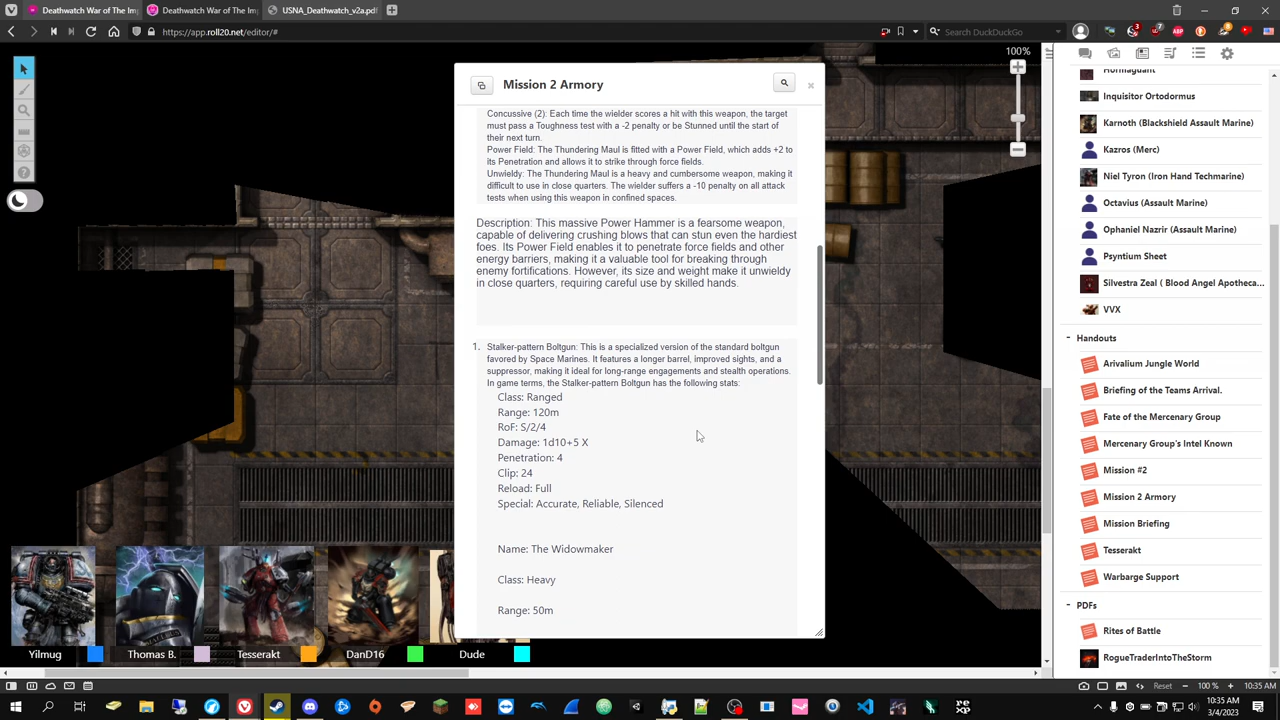 Deathwatch War of The Im
Deathwatch War of The Im
USNA_Deathwatch_v2a.pdf
https://app.roll20.net/editor/#
Search DuckDuckGo
100%
Mission 2 Armory
Concussive (2): Each time the wielder scores a hit with this weapon, the target
must pass a Toughness test with a -2 penalty or be Stunned until the start of
their next turn.
Power Field: The Thundering Maul is fitted with a Power Field, which adds +2 to
its Penetration and allows it to strike through force fields.
Unwieldy: The Thundering Maul is a heavy and cumbersome weapon, making it
difficult to use in close quarters. The wielder suffers a -10 penalty on all attack
tests when using this weapon in confined spaces.
Description: This massive Power Hammer is a fearsome weapon,
capable of delivering crushing blows that can stun even the hardiest
foes. Its Power Field enables it to penetrate force fields and other
energy barriers, making it a valuable tool for breaking through
enemy fortifications. However, its size and weight make it unwieldy
in close quarters, requiring careful use by skilled hands.
1. Stalker-pattern Boltgun: This is a specialized version of the standard boltgun
favored by Space Marines. It features a longer barrel, improved sights, and a
suppressor, making it ideal for long-range engagements and stealth operations.
In game terms, the Stalker-pattern Boltgun has the following stats:
Class: Ranged
Range: 120m
RoF: S/2/4
Damage: 1d10+5 X
Penetration: 4
Clip: 24
Reload: Full
Special: Accurate, Reliable, Silenced
Name: The Widowmaker
Class: Heavy
Range: 50m
Yilmug
Thomas B.
Tesserakt
DanD16
Dude
Hormagaunt
Inquisitor Ortodormus
Karnoth (Blackshield Assault Marine)
Kazros (Merc)
Niel Tyron (Iron Hand Techmarine)
Octavius (Assault Marine)
Ophaniel Nazrir (Assault Marine)
Psyntium Sheet
Silvestra Zeal ( Blood Angel Apotheca...
VVX
Handouts
Arivalium Jungle World
Briefing of the Teams Arrival.
Fate of the Mercenary Group
Mercenary Group's Intel Known
Mission #2
Mission 2 Armory
Mission Briefing
Tesserakt
Warbarge Support
PDFs
Rites of Battle
RogueTraderIntoTheStorm
Reset
100 %
10:35 AM
10:35 AM
3/4/2023